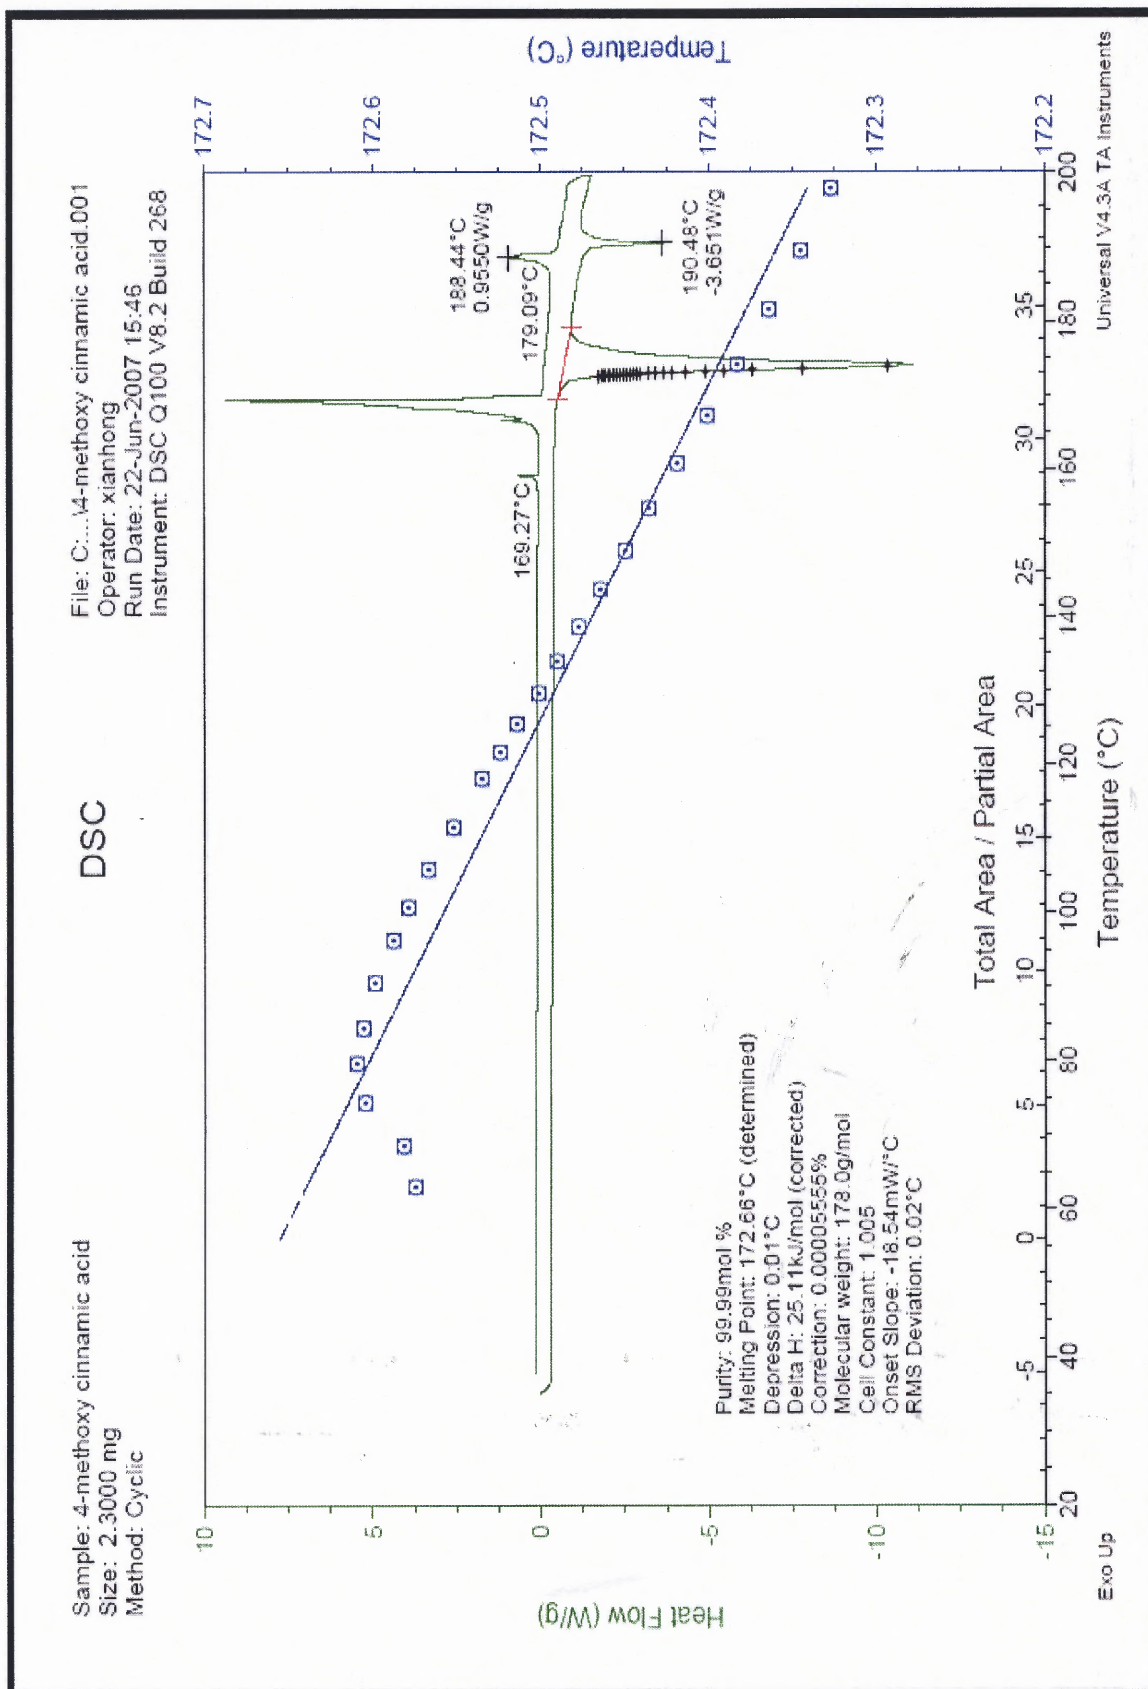 DSC
Sample: 4-methoxy cinnamic acid
Size: 2.3000 mg
Method: Cyclic
File: C:...\4-methoxy cinnamic acid.001
Operator: xianhong
Run Date: 22-Jun-2007 15:46
Instrument: DSC Q100 V8.2 Build 268
Heat Flow (W/g)
10
5
0
-5
-10
-15
169.27°C
179.09°C
188.44°C
0.9550W/g
190.48°C
-3.651W/g
Purity: 99.99mol %
Melting Point: 172.66°C (determined)
Depression: 0.01°C
Delta H: 25.11kJ/mol (corrected)
Correction: 0.00005555%
Molecular weight: 178.0g/mol
Cell Constant: 1.005
Onset Slope: -18.54mW/°C
RMS Deviation: 0.02°C
Total Area / Partial Area
-5 0 5 10 15 20 25 30 35
20 40 60 80 100 120 140 160 180 200
Temperature (°C)
172.7
172.6
172.5
172.4
172.3
172.2
Temperature (°C)
Exo Up
Universal V4.3A TA Instruments